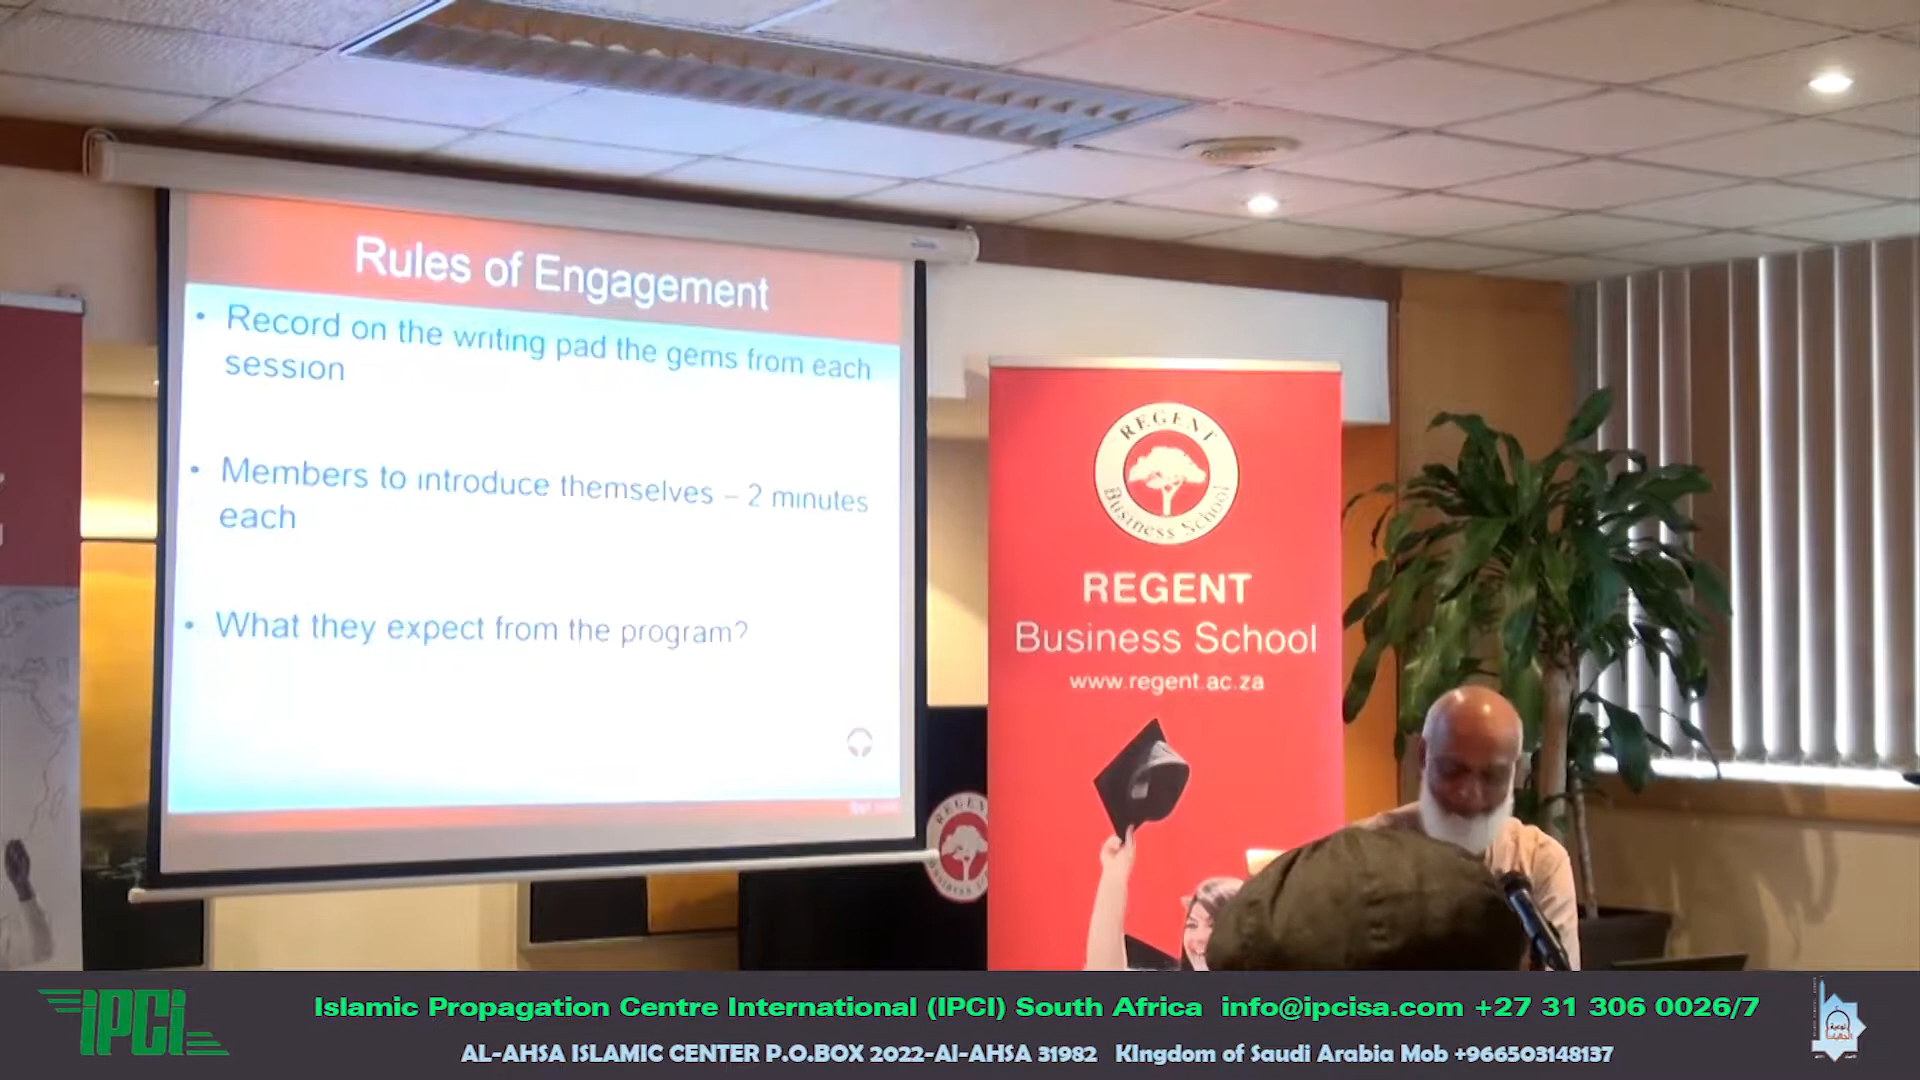 Rules of Engagement
• Record on the writing pad the gems from each
session
• Members to introduce themselves – 2 minutes
each
• What they expect from the program?
REGENT
Business School
REGENT
Business School
www.regent.ac.za
REGENT
Business
IPCI
Islamic Propagation Centre International (IPCI) South Africa info@ipcisa.com +27 31 306 0026/7
AL-AHSA ISLAMIC CENTER P.O.BOX 2022-Al-AHSA 31982 KIngdom of Saudi Arabia Mob +966503148137